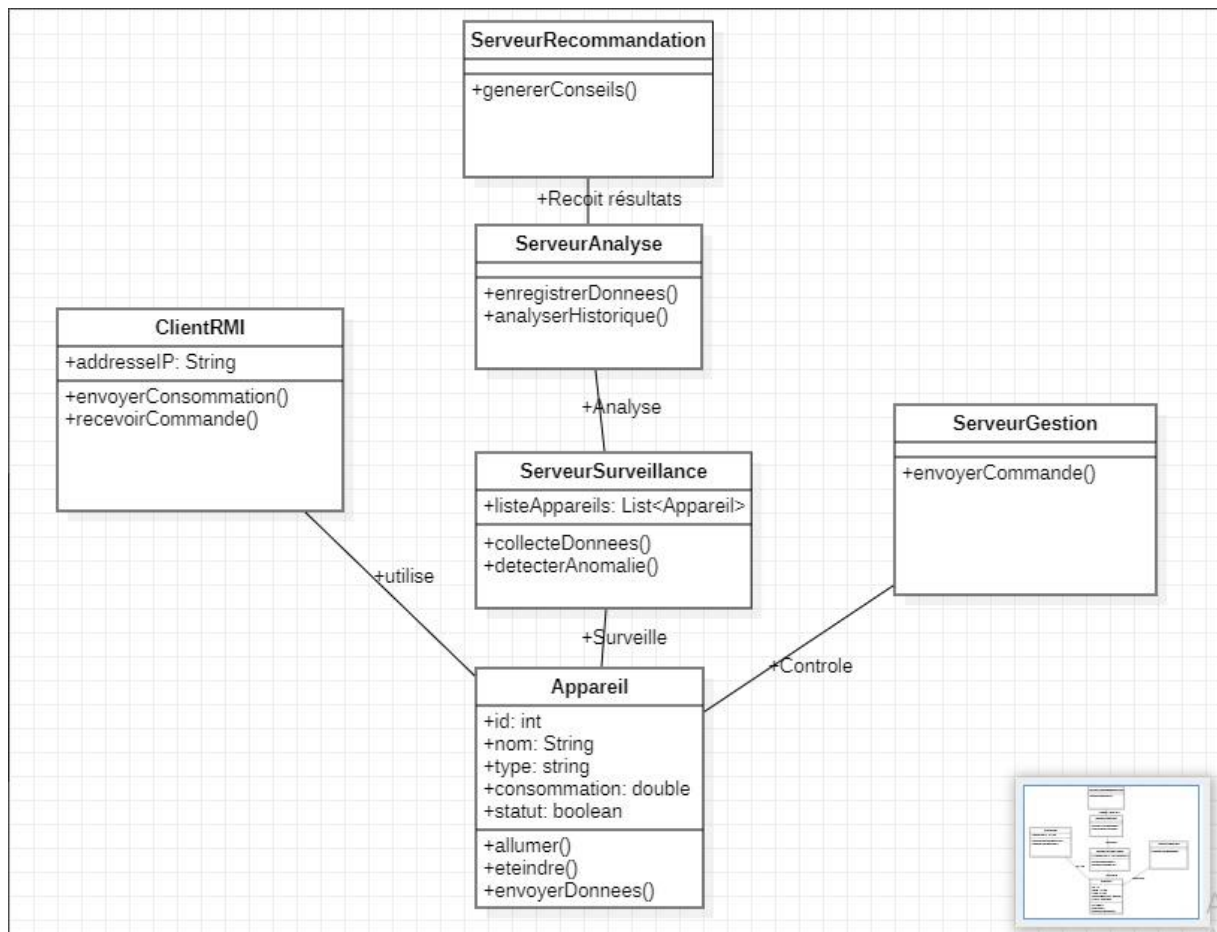 ServeurRecommandation
+genererConseils()
+Recoit résultats
ServeurAnalyse
+enregistrerDonnees()
+analyserHistorique()
ClientRMI
+addresseIP: String
+envoyerConsommation()
+recevoirCommande()
+Analyse
ServeurGestion
+envoyerCommande()
ServeurSurveillance
+listeAppareils: List<Appareil>
+collecteDonnees()
+detecterAnomalie()
+utilise
+Surveille
+Controle
Appareil
+id: int
+nom: String
+type: string
+consommation: double
+statut: boolean
+allumer()
+eteindre()
+envoyerDonnees()